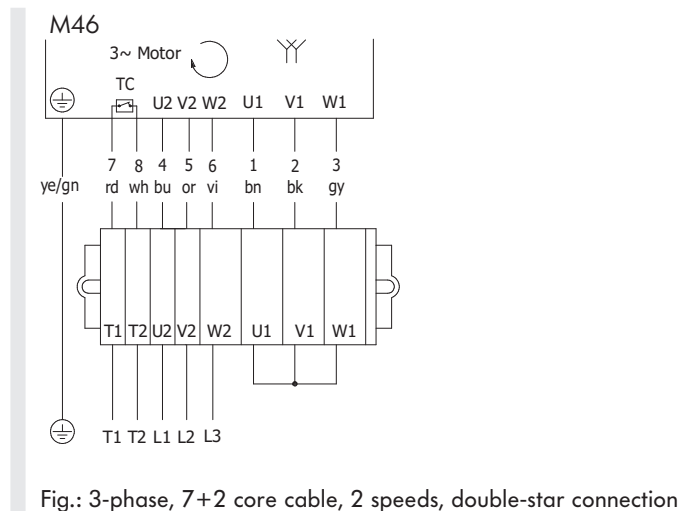 M46
3~ Motor
TC
U2 V2 W2 U1 V1 W1
7 8 4 5 6 1 2 3
ye/gn rd wh bu or vi bn bk gy
T1 T2 U2 V2 W2 U1 V1 W1
T1 T2 L1 L2 L3
Fig.: 3-phase, 7+2 core cable, 2 speeds, double-star connection